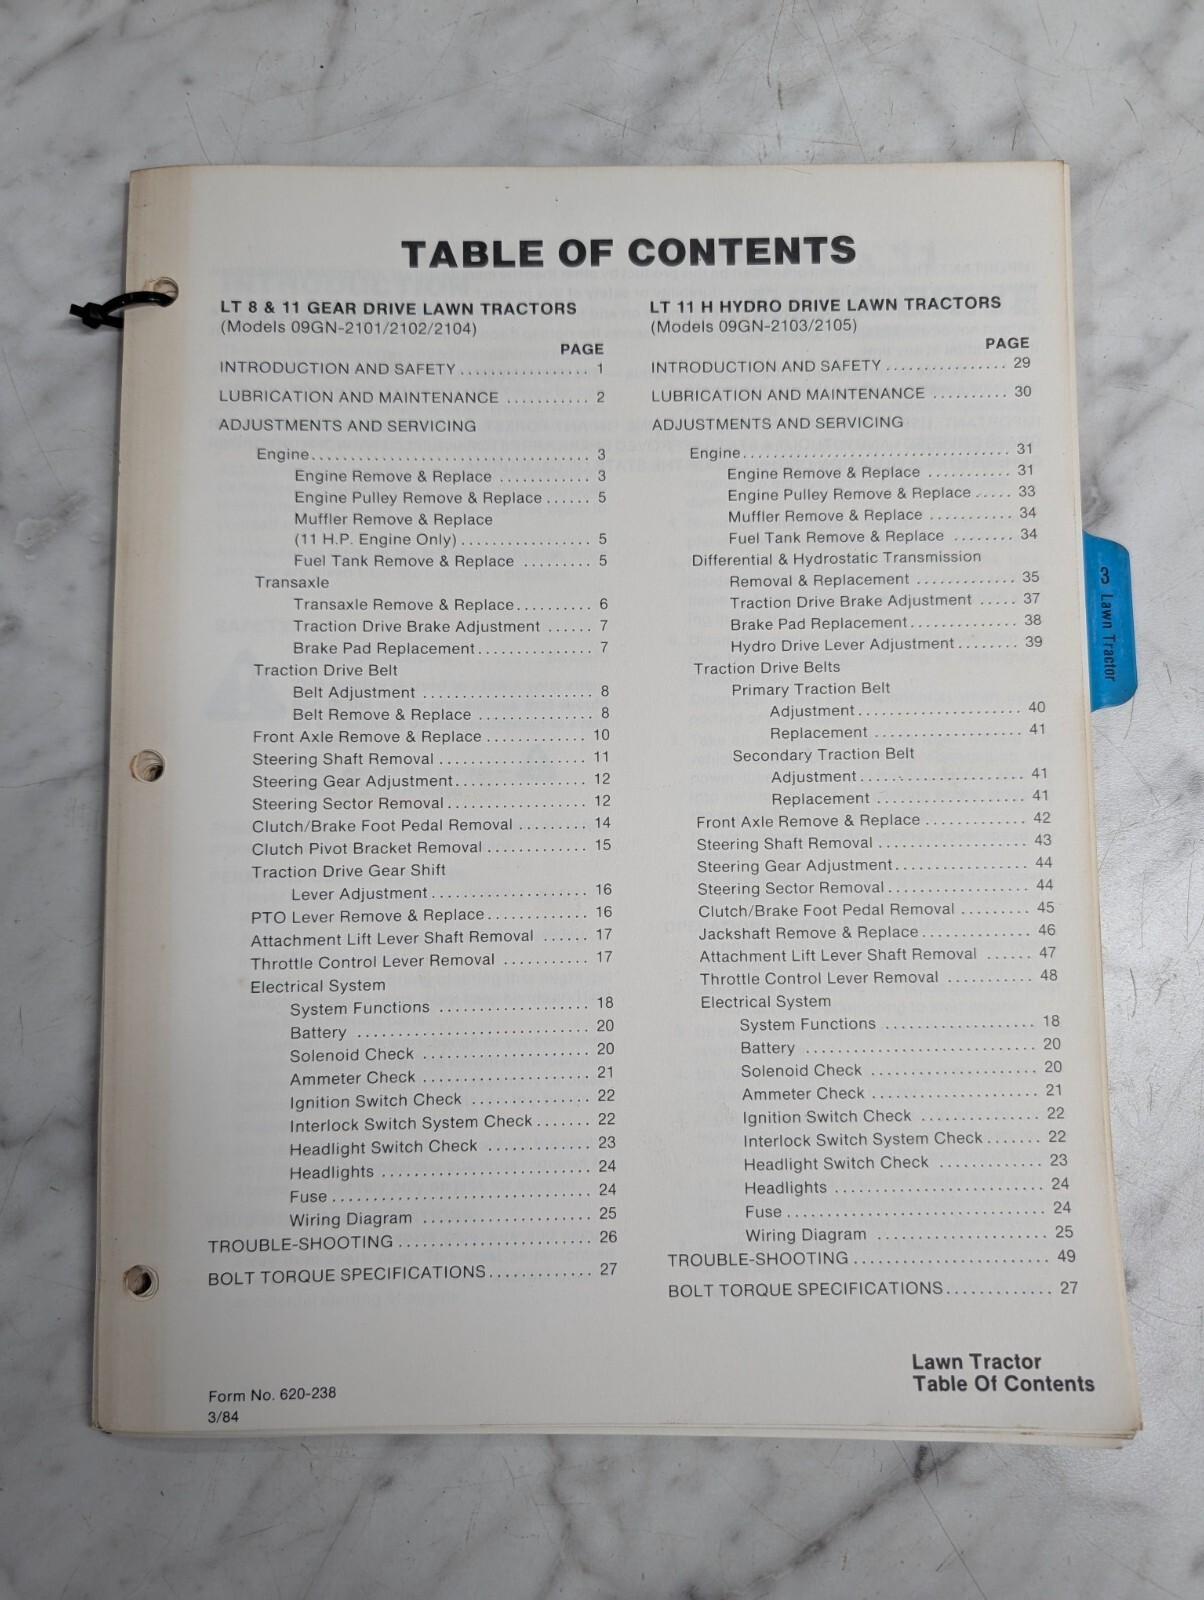 TABLE OF CONTENTS
LT 8 & 11 GEAR DRIVE LAWN TRACTORS
(Models 09GN-2101/2102/2104)
PAGE
INTRODUCTION AND SAFETY ................. 1
LUBRICATION AND MAINTENANCE ........... 2
ADJUSTMENTS AND SERVICING
Engine.................................... 3
Engine Remove & Replace ............ 3
Engine Pulley Remove & Replace...... 5
Muffler Remove & Replace
(11 H.P. Engine Only)................. 5
Fuel Tank Remove & Replace ......... 5
Transaxle
Transaxle Remove & Replace.......... 6
Traction Drive Brake Adjustment ...... 7
Brake Pad Replacement............... 7
Traction Drive Belt
Belt Adjustment ..................... 8
Belt Remove & Replace .............. 8
Front Axle Remove & Replace............. 10
Steering Shaft Removal................... 11
Steering Gear Adjustment................. 12
Steering Sector Removal.................. 12
Clutch/Brake Foot Pedal Removal ......... 14
Clutch Pivot Bracket Removal............. 15
Traction Drive Gear Shift
Lever Adjustment.................... 16
PTO Lever Remove & Replace............. 16
Attachment Lift Lever Shaft Removal ...... 17
Throttle Control Lever Removal ........... 17
Electrical System
System Functions ................... 18
Battery ............................. 20
Solenoid Check ..................... 20
Ammeter Check ..................... 21
Ignition Switch Check ............... 22
Interlock Switch System Check....... 22
Headlight Switch Check ............. 23
Headlights .......................... 24
Fuse................................. 24
Wiring Diagram ..................... 25
TROUBLE-SHOOTING......................... 26
BOLT TORQUE SPECIFICATIONS............. 27
LT 11 H HYDRO DRIVE LAWN TRACTORS
(Models 09GN-2103/2105)
PAGE
INTRODUCTION AND SAFETY ................ 29
LUBRICATION AND MAINTENANCE .......... 30
ADJUSTMENTS AND SERVICING
Engine..................................... 31
Engine Remove & Replace ........... 31
Engine Pulley Remove & Replace..... 33
Muffler Remove & Replace ........... 34
Fuel Tank Remove & Replace ........ 34
Differential & Hydrostatic Transmission
Removal & Replacement ............. 35
Traction Drive Brake Adjustment ..... 37
Brake Pad Replacement.............. 38
Hydro Drive Lever Adjustment........ 39
Traction Drive Belts
Primary Traction Belt
Adjustment..................... 40
Replacement ................... 41
Secondary Traction Belt
Adjustment..................... 41
Replacement ................... 41
Front Axle Remove & Replace............. 42
Steering Shaft Removal................... 43
Steering Gear Adjustment................. 44
Steering Sector Removal.................. 44
Clutch/Brake Foot Pedal Removal ......... 45
Jackshaft Remove & Replace.............. 46
Attachment Lift Lever Shaft Removal ...... 47
Throttle Control Lever Removal ........... 48
Electrical System
System Functions ................... 18
Battery ............................. 20
Solenoid Check ..................... 20
Ammeter Check ..................... 21
Ignition Switch Check ............... 22
Interlock Switch System Check....... 22
Headlight Switch Check ............. 23
Headlights .......................... 24
Fuse................................. 24
Wiring Diagram ..................... 25
TROUBLE-SHOOTING......................... 49
BOLT TORQUE SPECIFICATIONS............. 27
3 Lawn Tractor
Form No. 620-238
3/84
Lawn Tractor
Table Of Contents